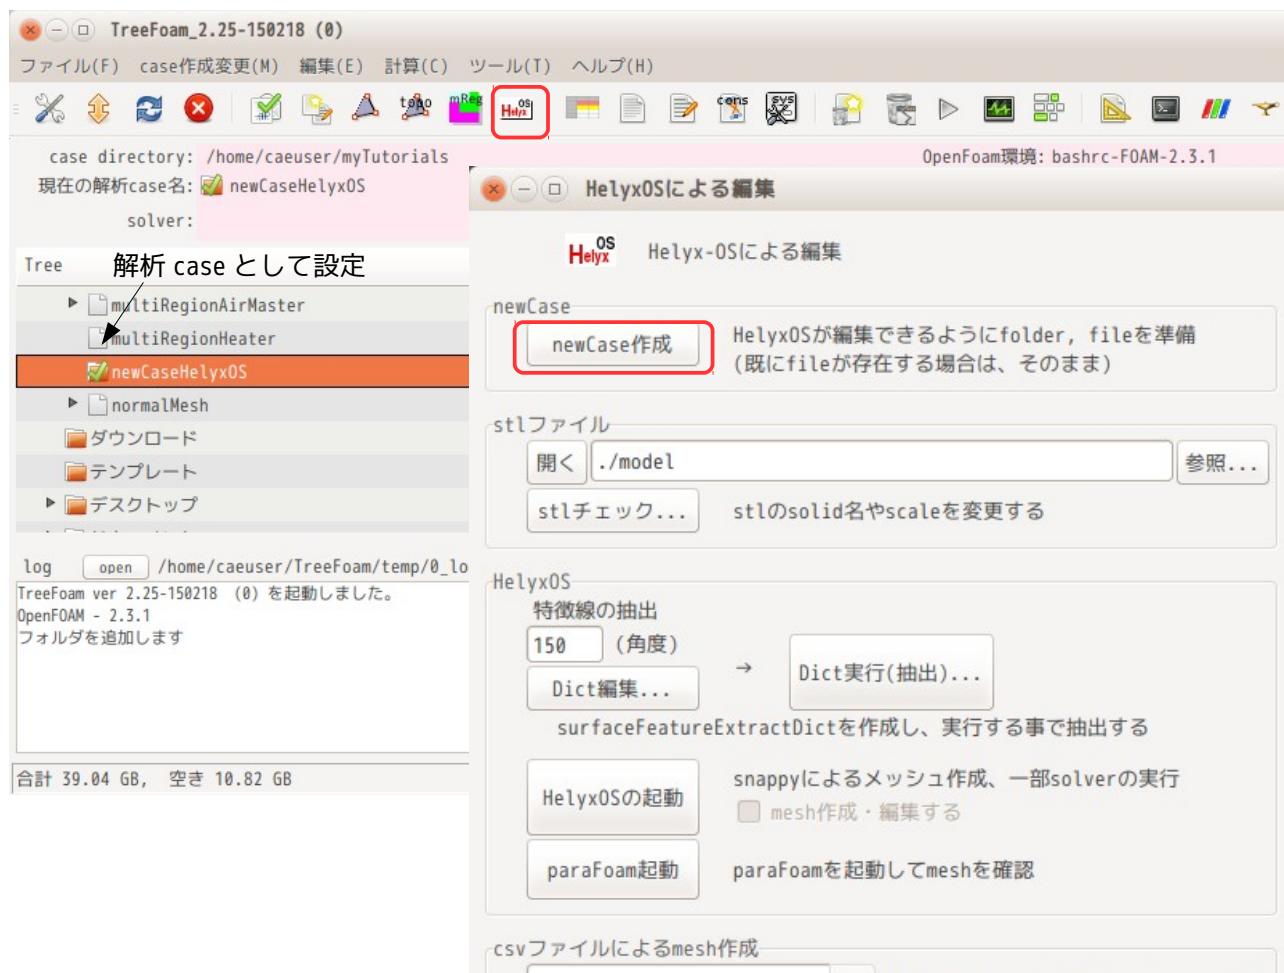 TreeFoam_2.25-150218 (0)
ファイル(F) case作成変更(M) 編集(E) 計算(C) ツール(T) ヘルプ(H)
topo mReg Helyx OS cons sys
case directory: /home/caeuser/myTutorials
OpenFoam環境: bashrc-FOAM-2.3.1
現在の解析case名: newCaseHelyxOS
solver:
Tree
解析 case として設定
multiRegionAirMaster
multiRegionHeater
newCaseHelyxOS
normalMesh
ダウンロード
テンプレート
デスクトップ
log open /home/caeuser/TreeFoam/temp/0_lo
TreeFoam ver 2.25-150218 (0) を起動しました。
OpenFOAM - 2.3.1
フォルダを追加します
合計 39.04 GB, 空き 10.82 GB
HelyxOSによる編集
Helyx OS Helyx-OSによる編集
newCase
newCase作成 HelyxOSが編集できるようにfolder, fileを準備
(既にfileが存在する場合は、そのまま)
stlファイル
開く ./model 参照...
stlチェック... stlのsolid名やscaleを変更する
HelyxOS
特徴線の抽出
150 (角度)
Dict編集... → Dict実行(抽出)...
surfaceFeatureExtractDictを作成し、実行する事で抽出する
HelyxOSの起動 snappyによるメッシュ作成、一部solverの実行
mesh作成・編集する
paraFoam起動 paraFoamを起動してmeshを確認
csvファイルによるmesh作成